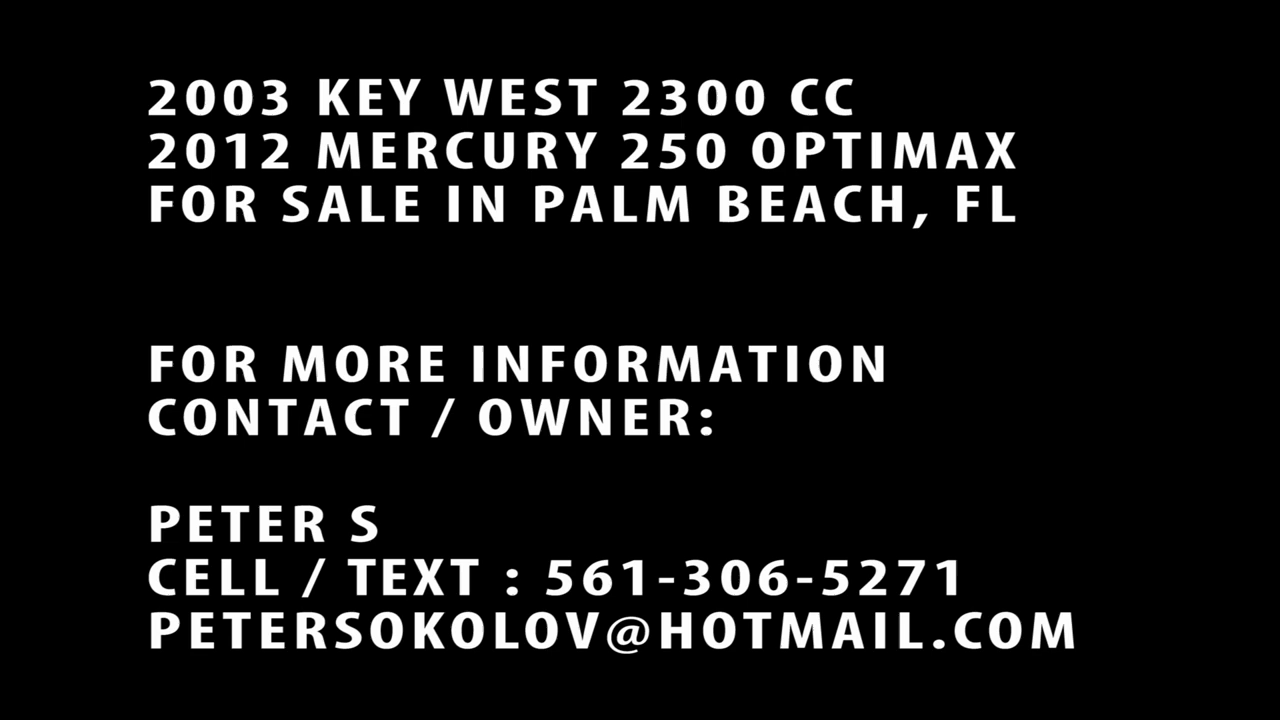 2003 KEY WEST 2300 CC
2012 MERCURY 250 OPTIMAX
FOR SALE IN PALM BEACH, FL
FOR MORE INFORMATION
CONTACT / OWNER:
PETER S
CELL / TEXT : 561-306-5271
PETERSOKOLOV@HOTMAIL.COM